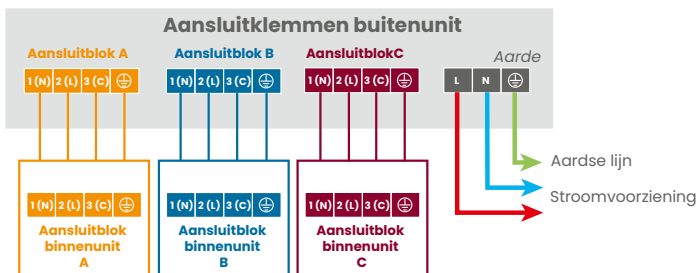 Aansluitklemmen buitenunit
Aansluitblok A
Aansluitblok B
AansluitblokC
Aarde
1 (N) 2 (L) 3 (C)
1 (N) 2 (L) 3 (C)
1 (N) 2 (L) 3 (C)
L N
Aardse lijn
Stroomvoorziening
1 (N) 2 (L) 3 (C)
Aansluitblok
binnenunit
A
1 (N) 2 (L) 3 (C)
Aansluitblok
binnenunit
B
1 (N) 2 (L) 3 (C)
Aansluitblok
binnenunit
C